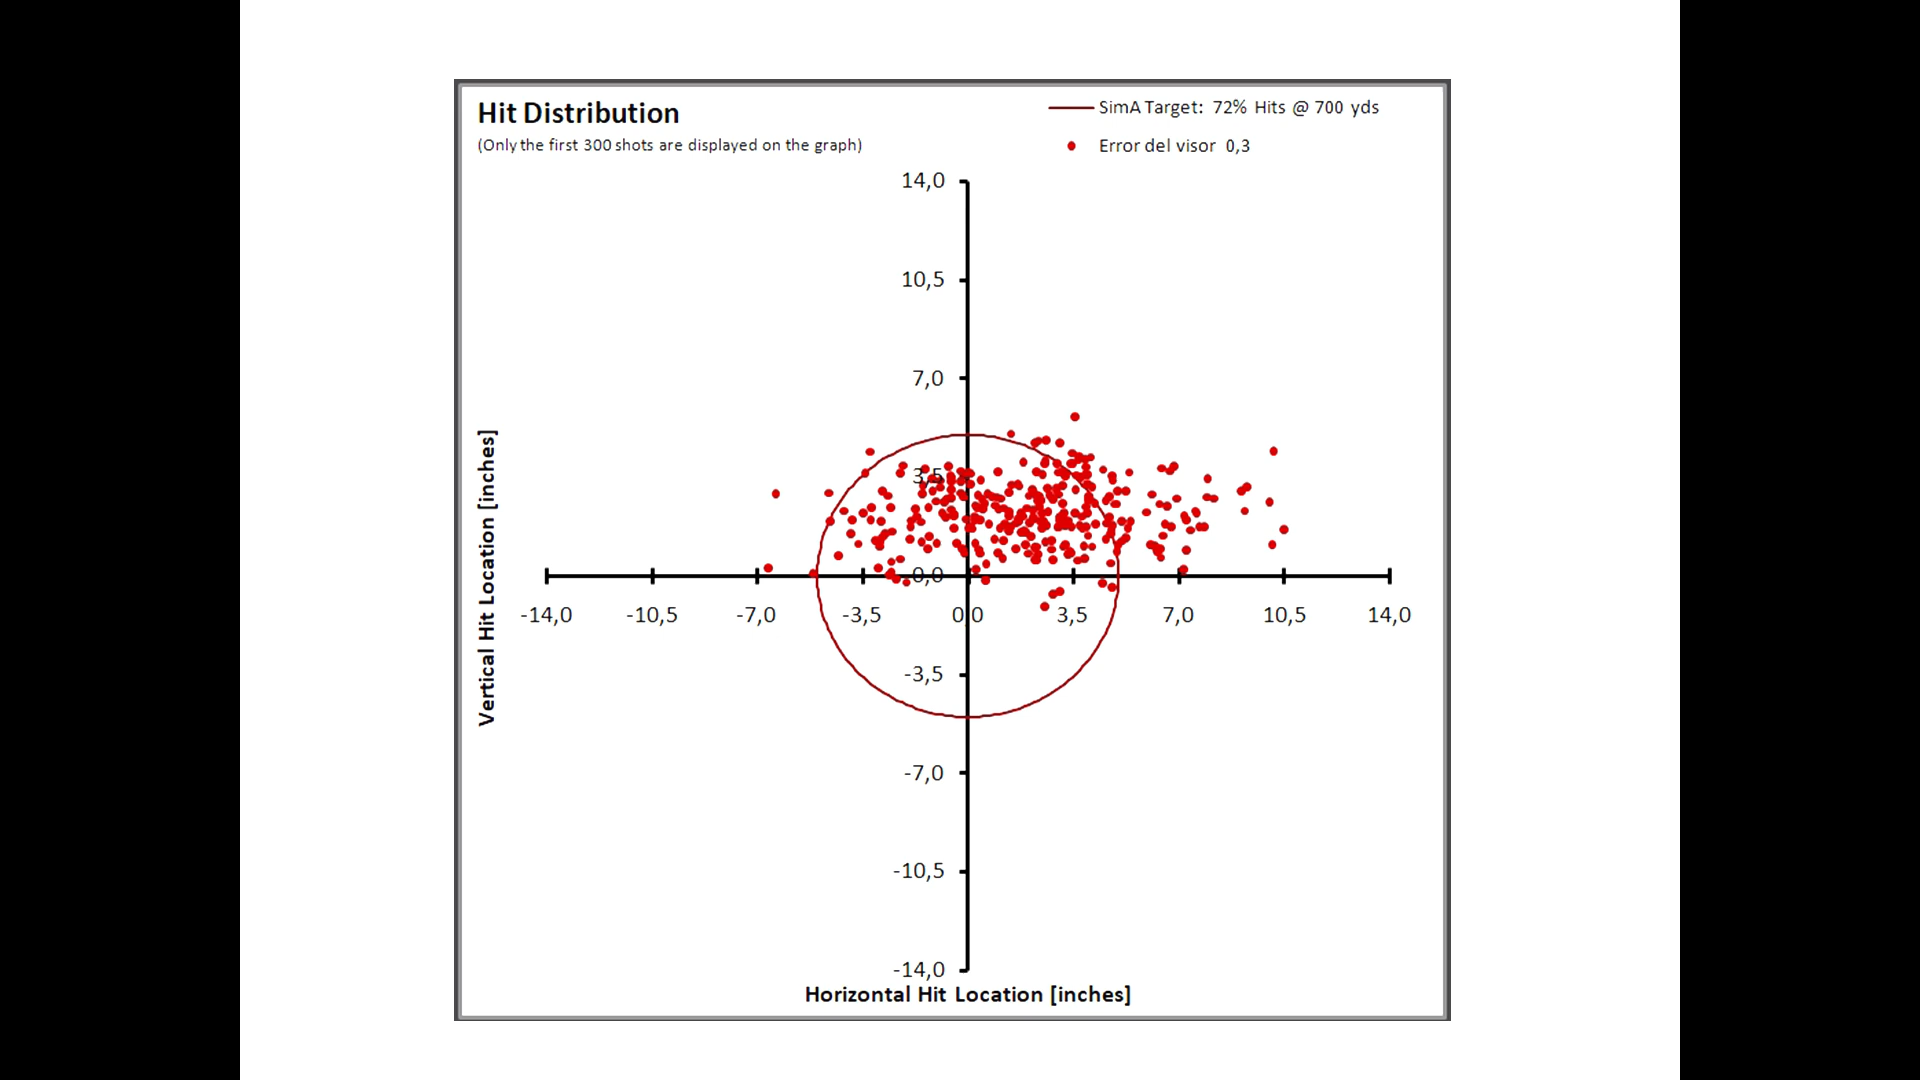 Hit Distribution
(Only the first 300 shots are displayed on the graph)
SimA Target: 72% Hits @ 700 yds
Error del visor 0,3
14,0
10,5
7,0
3,5
0,0
-14,0 -10,5 -7,0 -3,5 0,0 3,5 7,0 10,5 14,0
-3,5
-7,0
-10,5
-14,0
Vertical Hit Location [inches]
Horizontal Hit Location [inches]